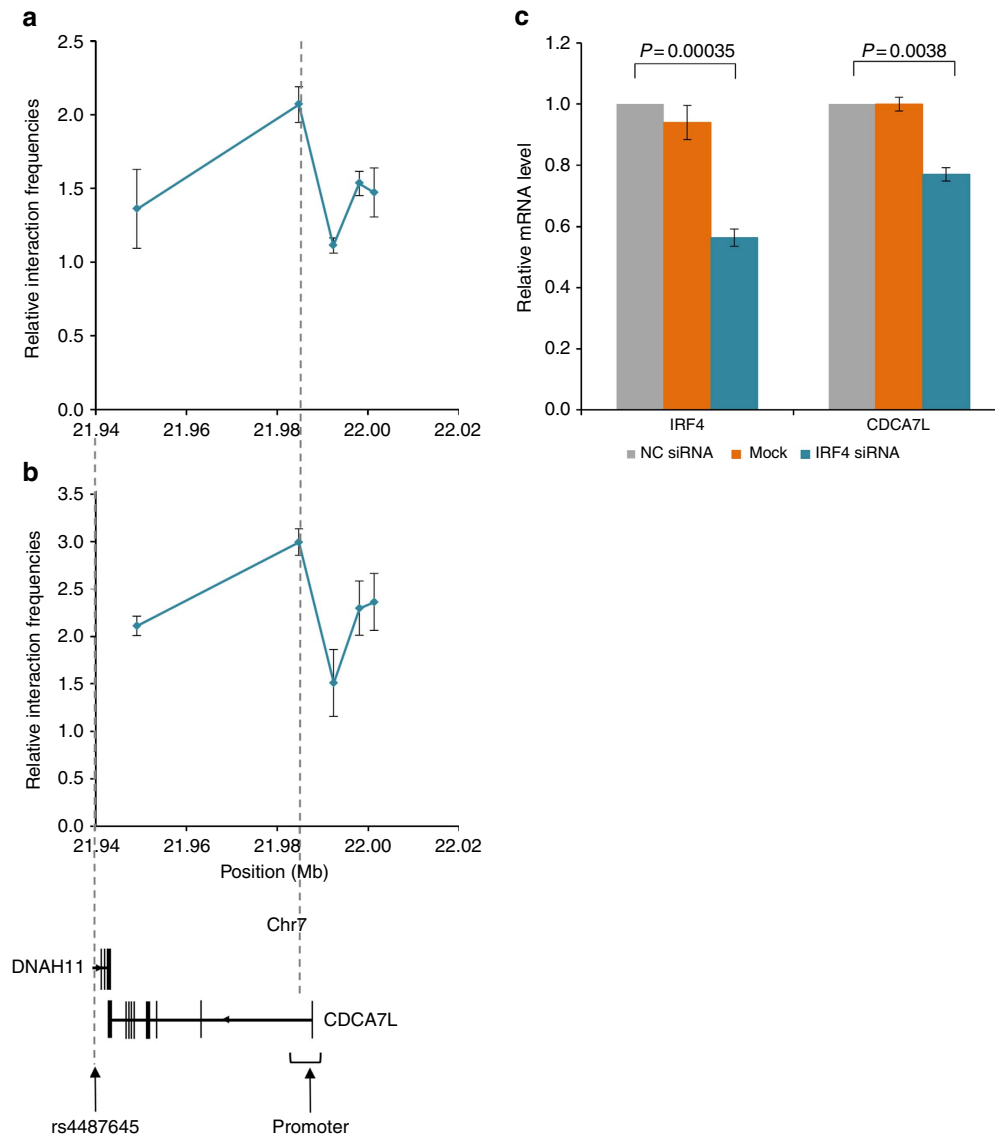 a
2.5
2.0
1.5
1.0
0.5
0.0
Relative interaction frequencies
21.94 21.96 21.98 22.00 22.02
b
3.5
3.0
2.5
2.0
1.5
1.0
0.5
0.0
Relative interaction frequencies
21.94 21.96 21.98 22.00 22.02
Position (Mb)
Chr7
DNAH11
CDCA7L
rs4487645 Promoter
c
1.2
1.0
0.8
0.6
0.4
0.2
0.0
Relative mRNA level
P=0.00035 P=0.0038
IRF4 CDCA7L
NC siRNA Mock IRF4 siRNA